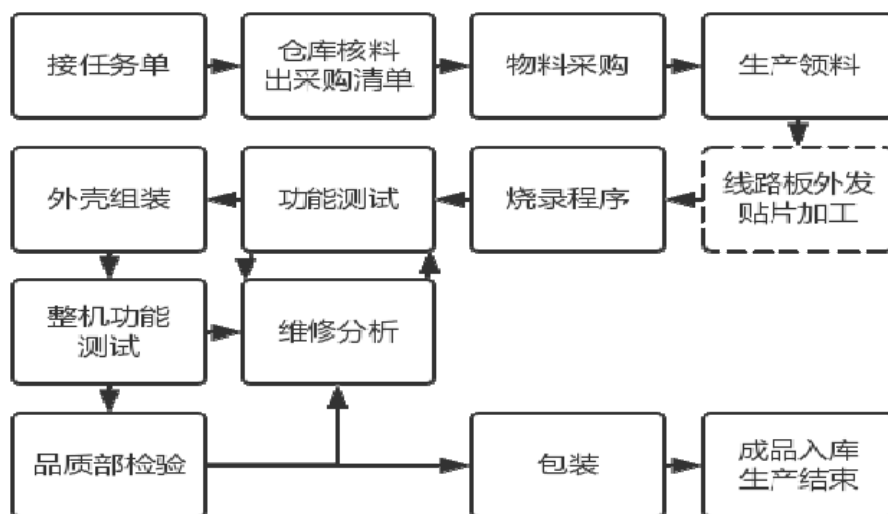 接任务单
仓库核料
出采购清单
物料采购
生产领料
外壳组装
功能测试
烧录程序
线路板外发
贴片加工
整机功能
测试
维修分析
品质部检验
包装
成品入库
生产结束